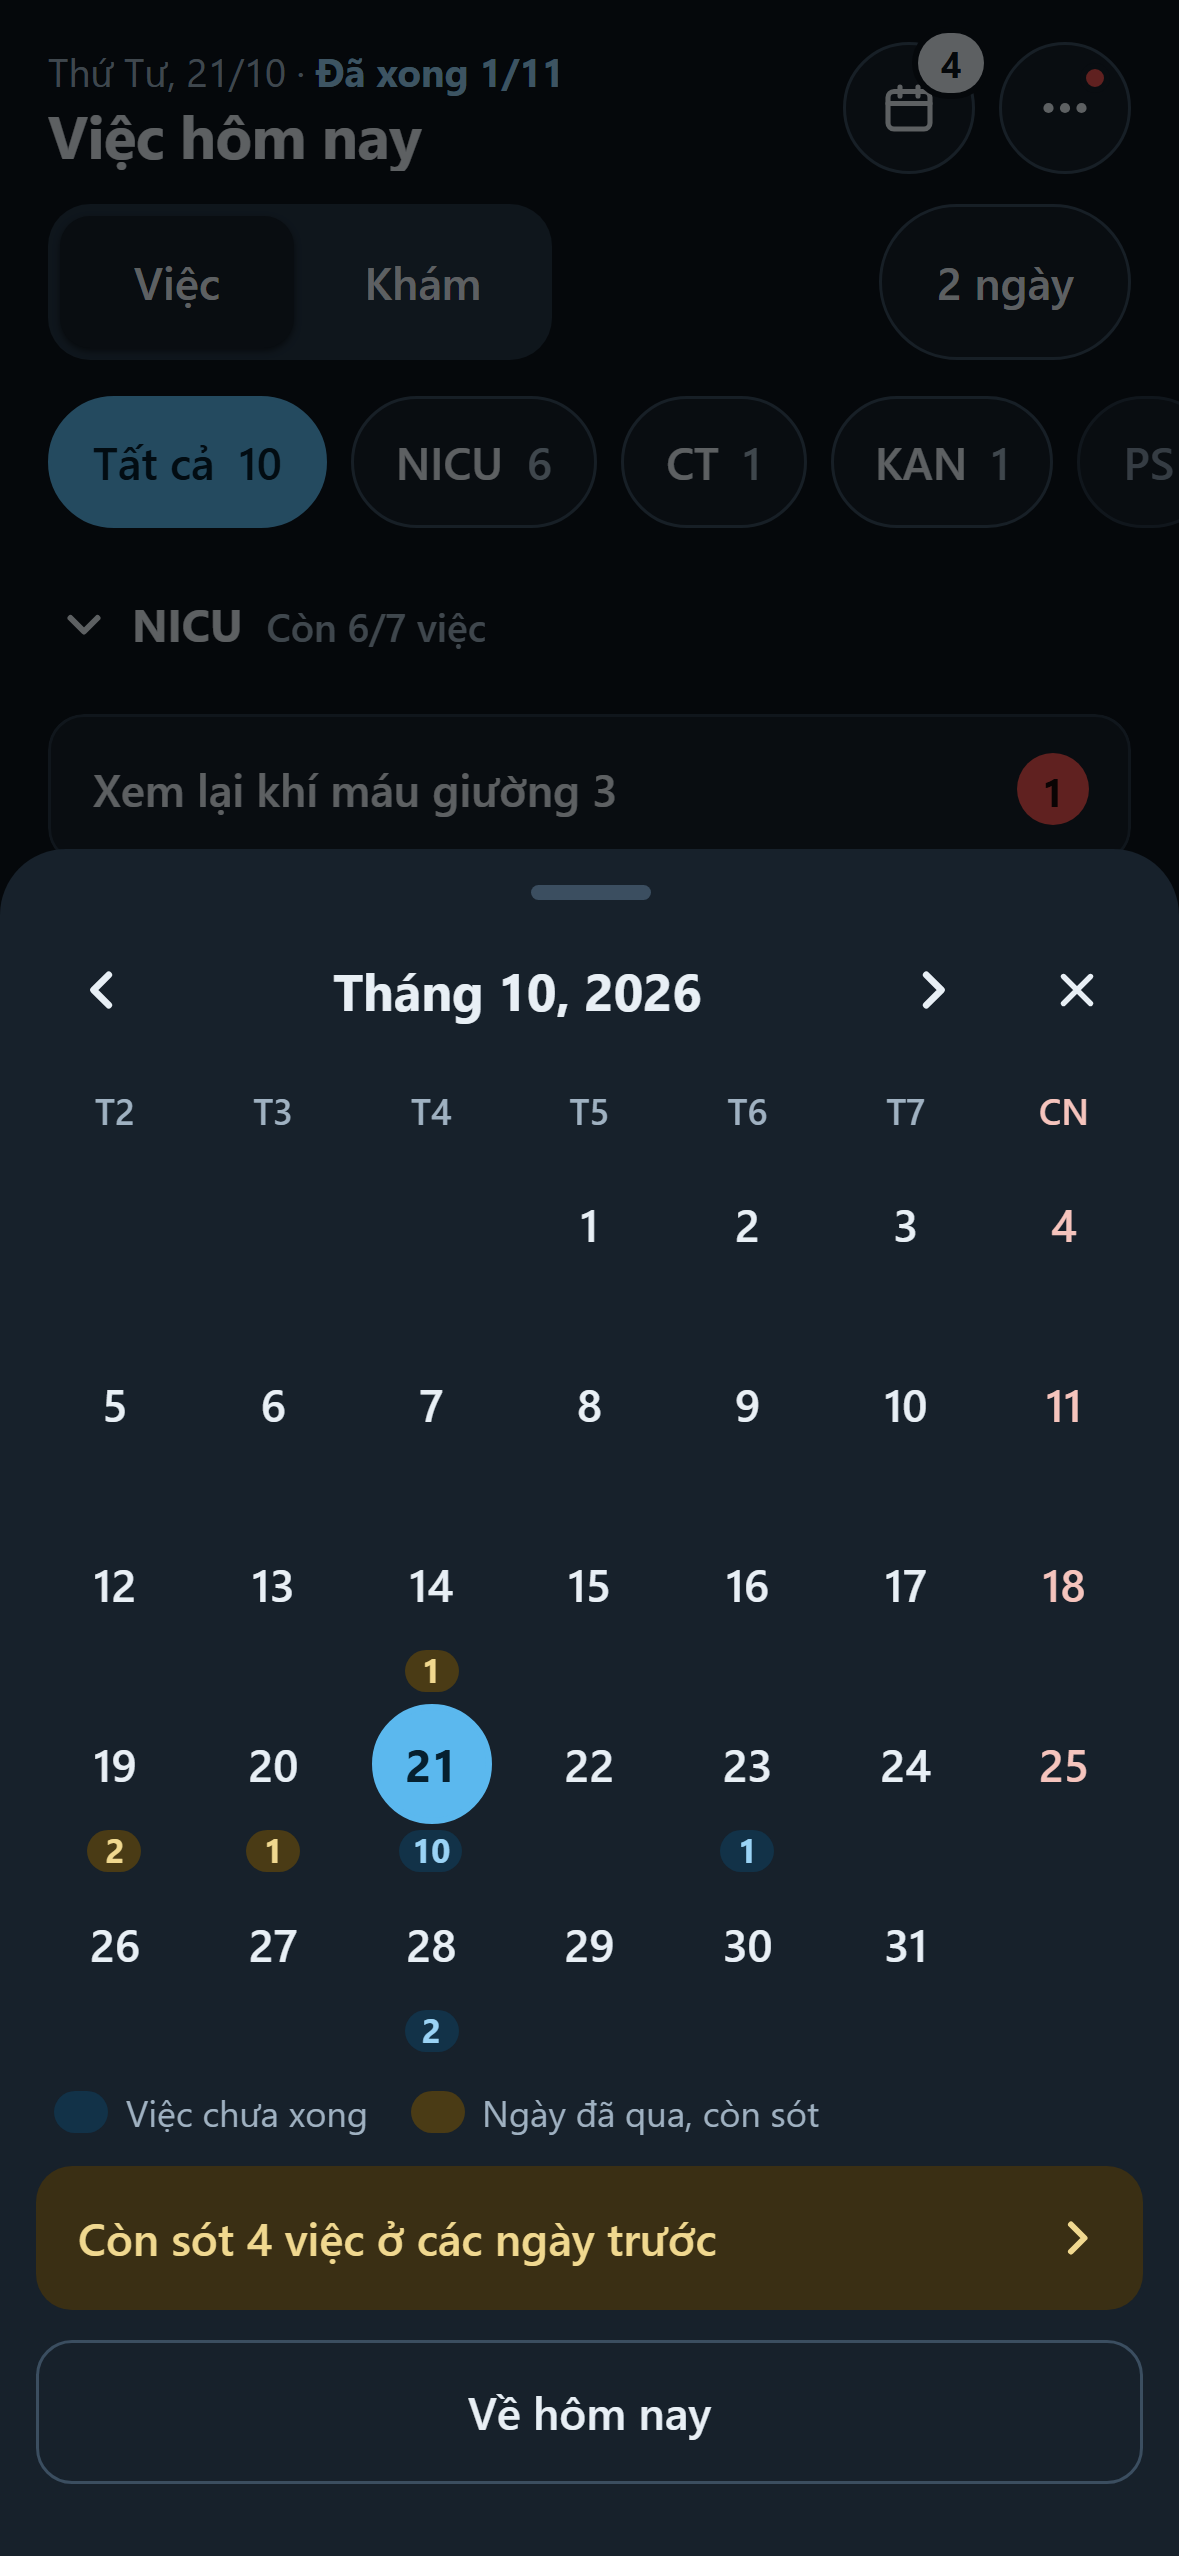 Thứ Tư, 21/10 · Đã xong 1/11
4
Việc hôm nay
Việc Khám 2 ngày
Tất cả 10 NICU 6 CT 1 KAN 1 PS
NICU Còn 6/7 việc
Xem lại khí máu giường 3 1
Tháng 10, 2026
T2 T3 T4 T5 T6 T7 CN
1 2 3 4
5 6 7 8 9 10 11
12 13 14 15 16 17 18
1
19 20 21 22 23 24 25
2 1 10 1
26 27 28 29 30 31
2
Việc chưa xong Ngày đã qua, còn sót
Còn sót 4 việc ở các ngày trước
Về hôm nay